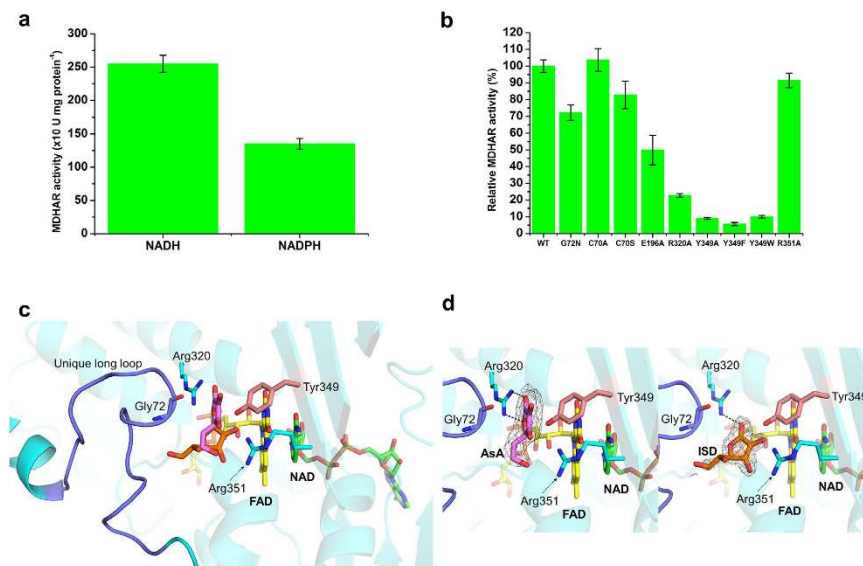 a
MDHAR activity (x10 U mg protein⁻¹)
300
250
200
150
100
50
0
NADH
NADPH
b
Relative MDHAR activity (%)
120
110
100
90
80
70
60
50
40
30
20
10
0
WT
G72N
C70A
C70S
E196A
R320A
Y349A
Y349F
Y349W
R351A
c
Unique long loop
Arg320
Gly72
Tyr349
Arg351
NAD
FAD
d
Arg320
Gly72
Tyr349
AsA
Arg351
NAD
FAD
Arg320
Gly72
Tyr349
ISD
Arg351
NAD
FAD